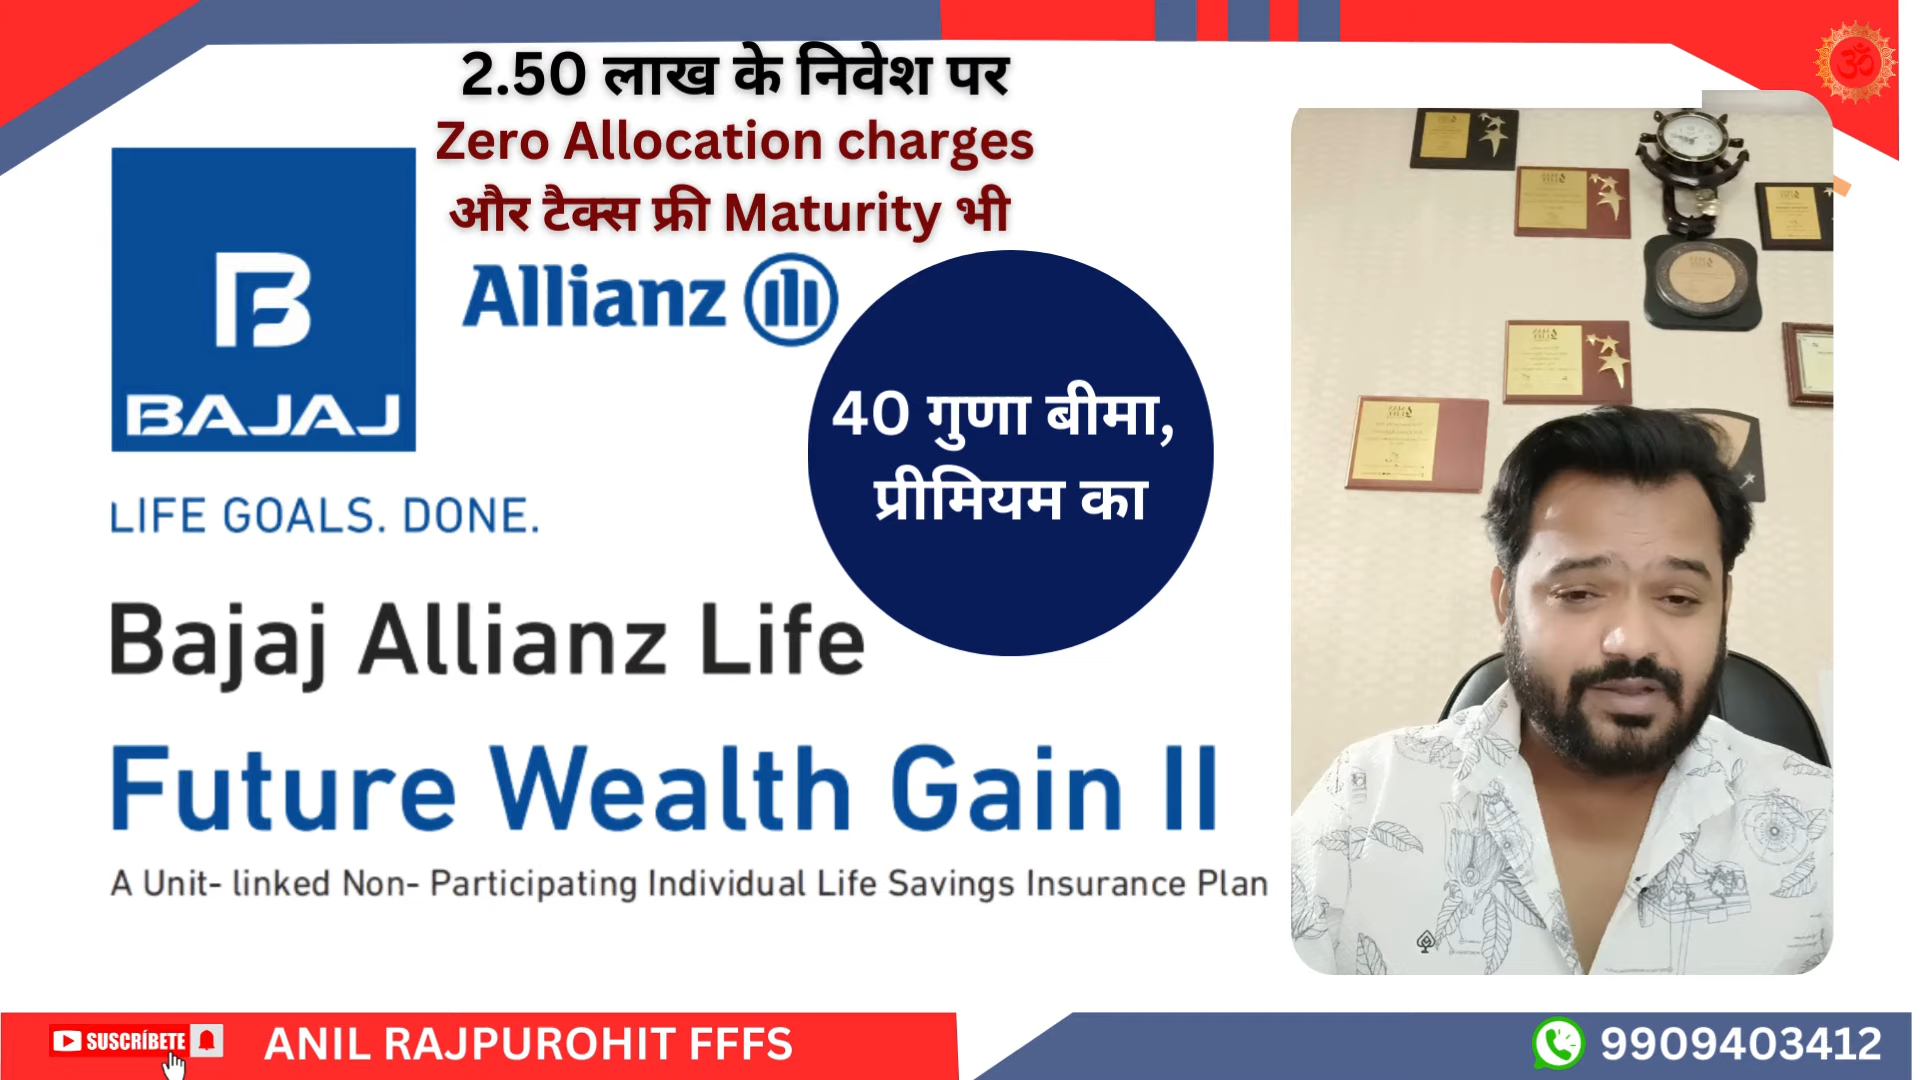 2.50 लाख के निवेश पर
Zero Allocation charges
और टैक्स फ्री Maturity भी
Allianz
BAJAJ
40 गुणा बीमा,
प्रीमियम का
LIFE GOALS. DONE.
Bajaj Allianz Life
Future Wealth Gain II
A Unit- linked Non- Participating Individual Life Savings Insurance Plan
ॐ
SUSCRÍBETE
ANIL RAJPUROHIT FFFS
9909403412